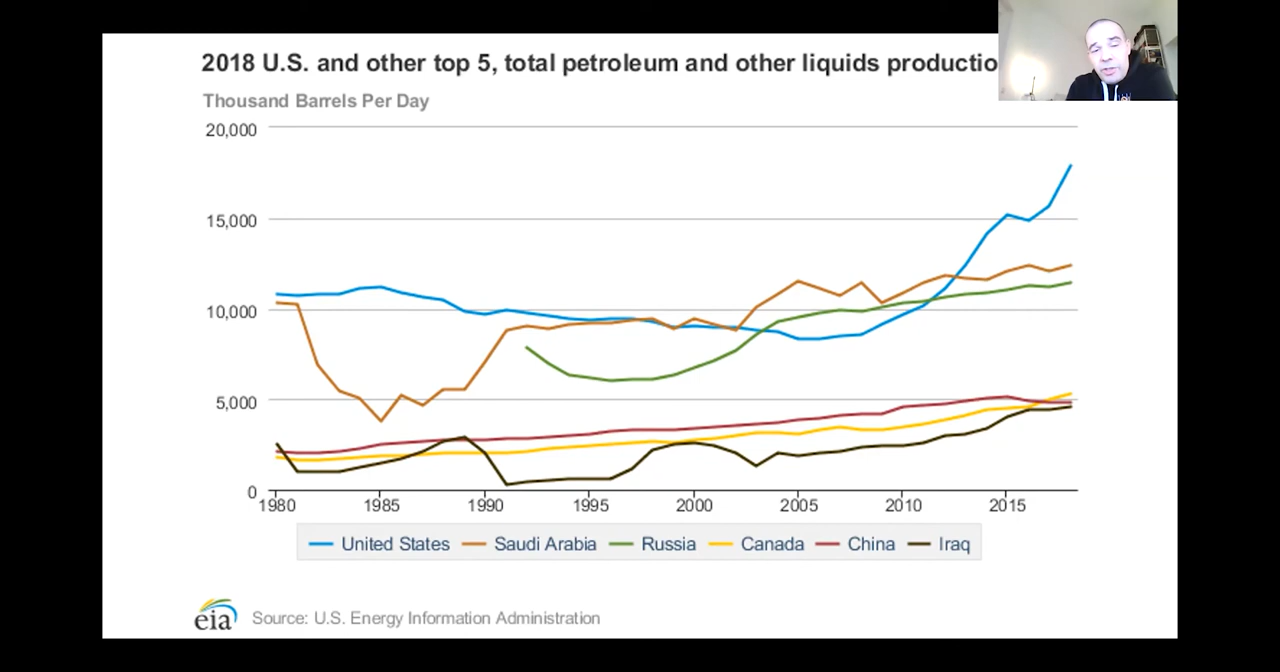 2018 U.S. and other top 5, total petroleum and other liquids productio
Thousand Barrels Per Day
20,000
15,000
10,000
5,000
0
1980 1985 1990 1995 2000 2005 2010 2015
United States Saudi Arabia Russia Canada China Iraq
eia Source: U.S. Energy Information Administration